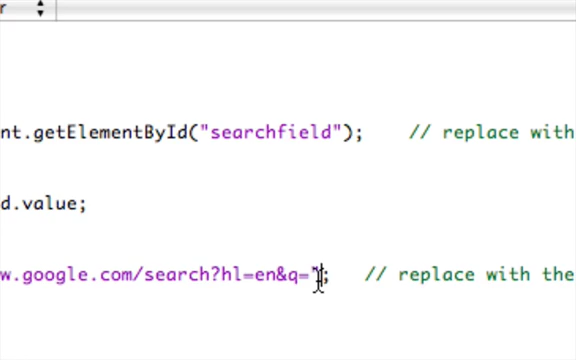 r
nt.getElementById("searchfield");    // replace with
d.value;
w.google.com/search?hl=en&q=";    // replace with the